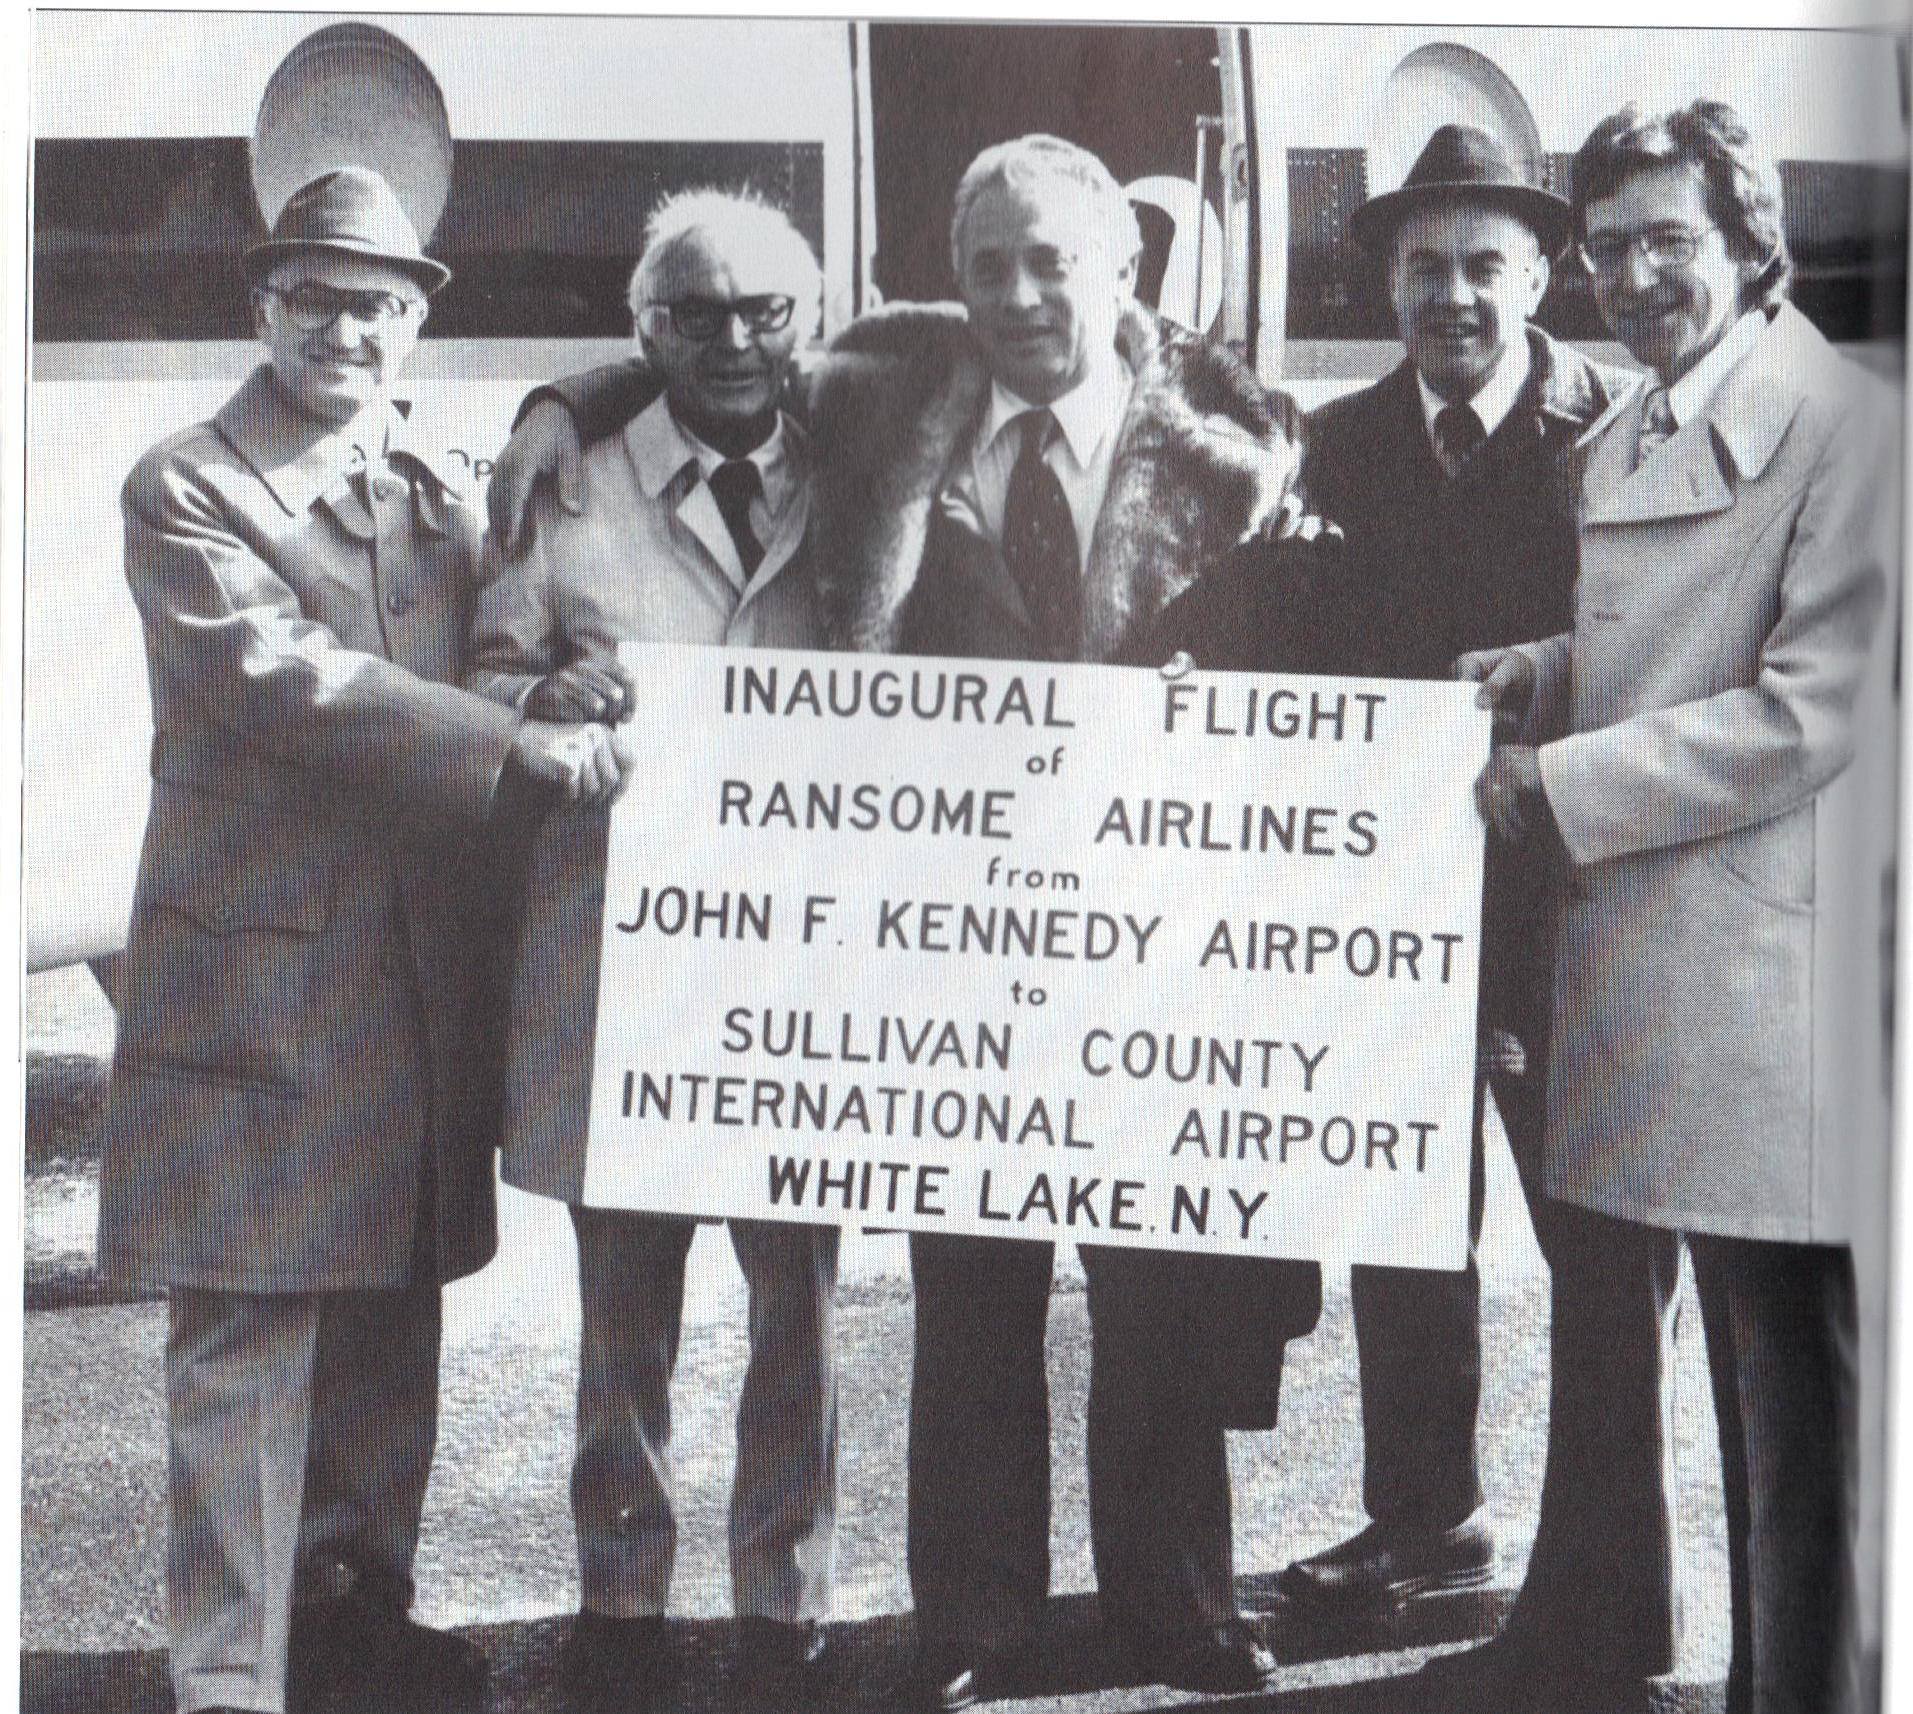 INAUGURAL FLIGHT
of
RANSOME AIRLINES
from
JOHN F. KENNEDY AIRPORT
to
SULLIVAN COUNTY
INTERNATIONAL AIRPORT
WHITE LAKE, N.Y.